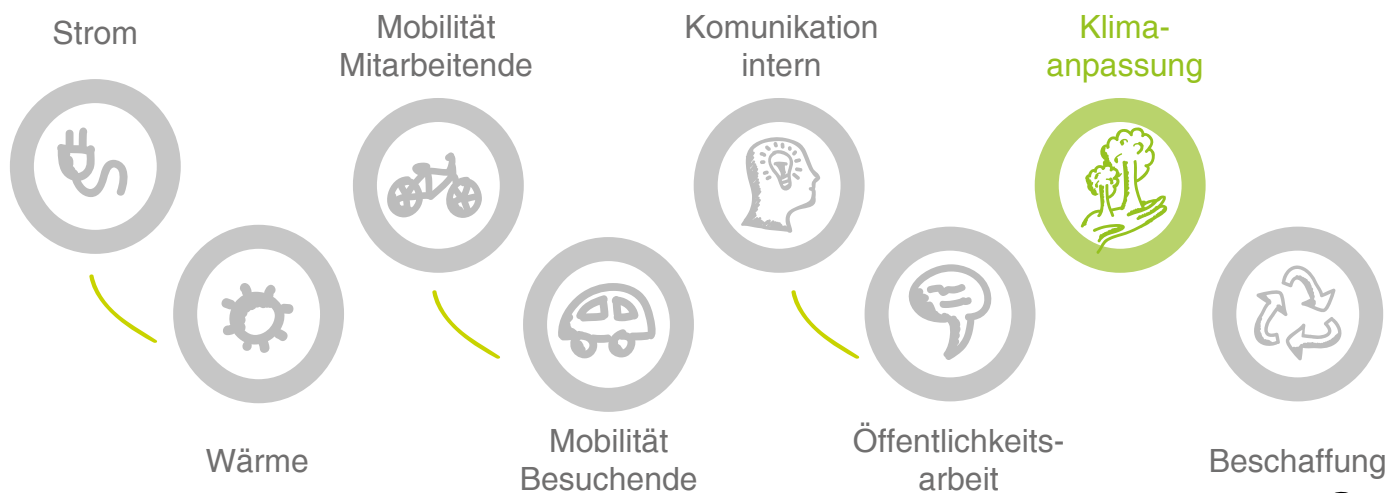 Strom
Mobilität
Mitarbeitende
Komunikation
intern
Klima-
anpassung
Wärme
Mobilität
Besuchende
Öffentlichkeits-
arbeit
Beschaffung